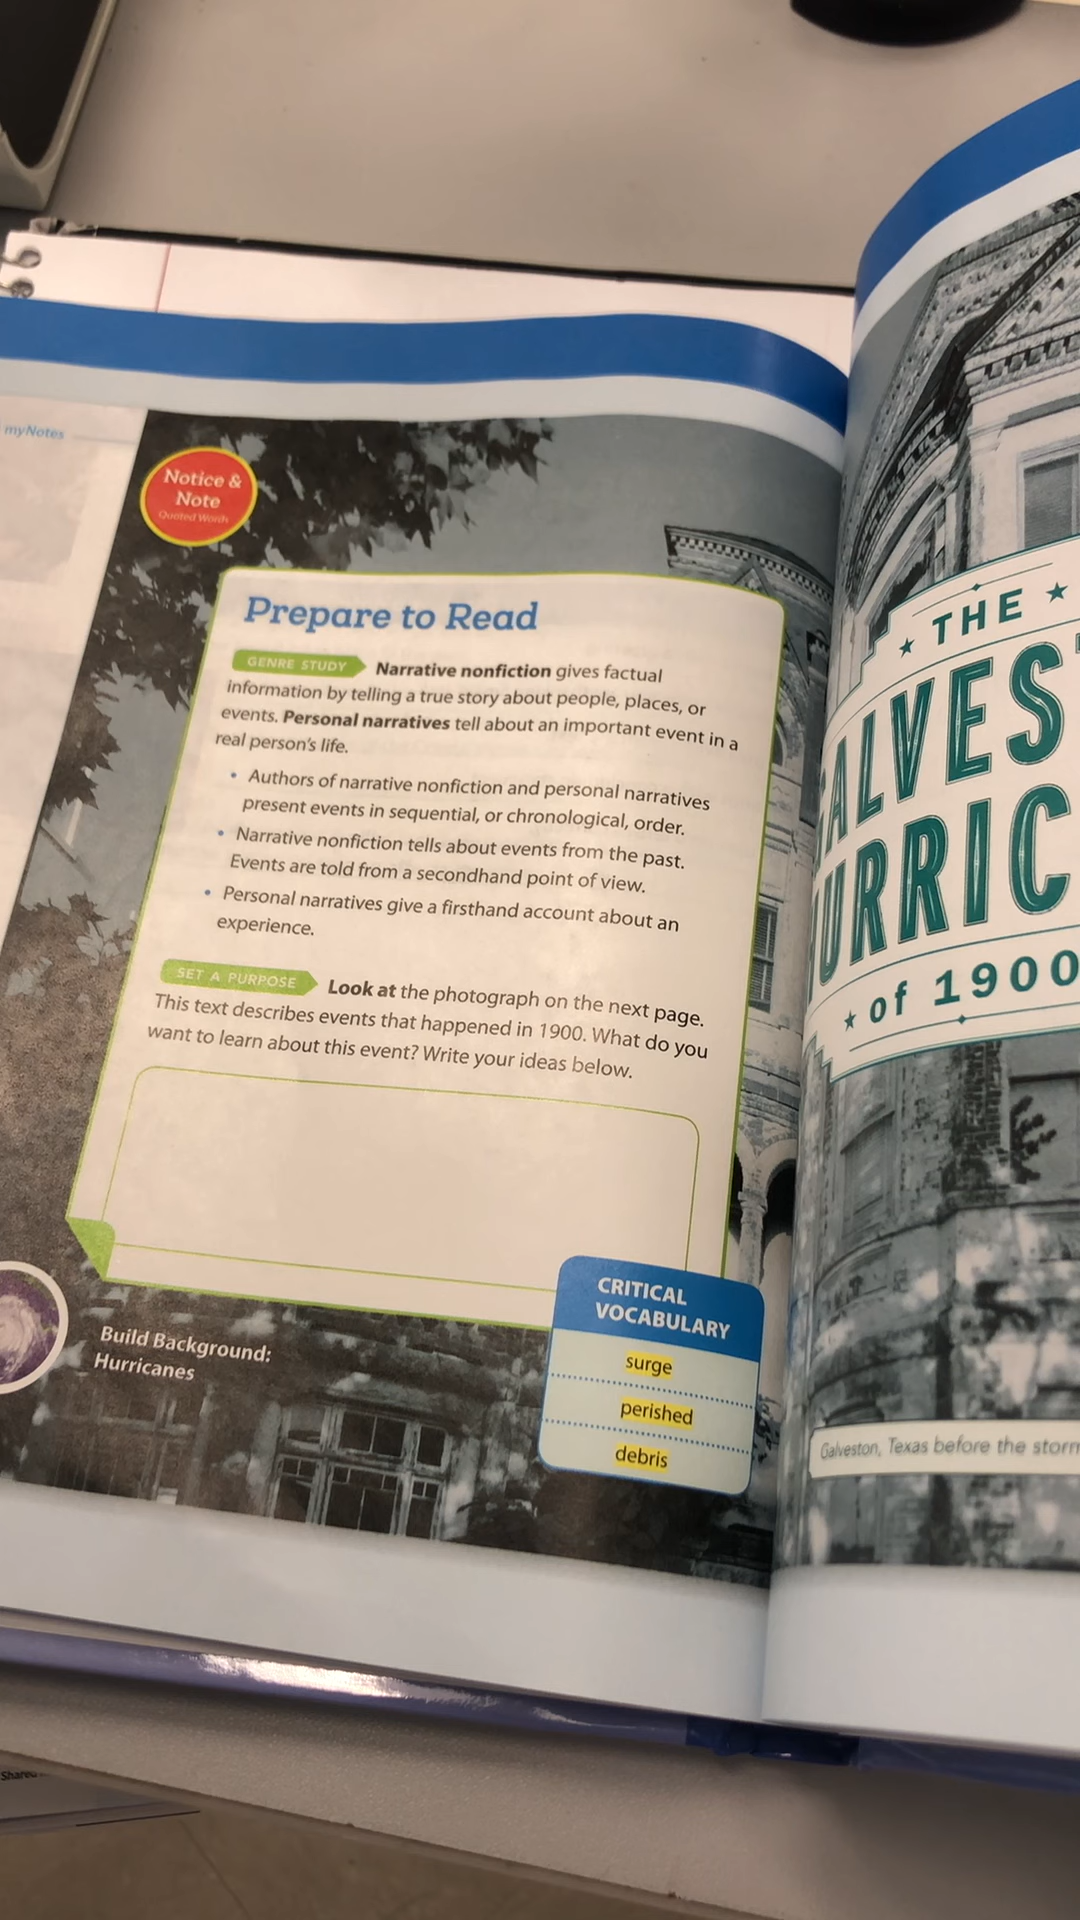 myNotes
Notice &
Note
Quoted Words
Prepare to Read
GENRE STUDY Narrative nonfiction gives factual
information by telling a true story about people, places, or
events. Personal narratives tell about an important event in a
real person's life.
• Authors of narrative nonfiction and personal narratives
present events in sequential, or chronological, order.
• Narrative nonfiction tells about events from the past.
Events are told from a secondhand point of view.
• Personal narratives give a firsthand account about an
experience.
SET A PURPOSE Look at the photograph on the next page.
This text describes events that happened in 1900. What do you
want to learn about this event? Write your ideas below.
CRITICAL
VOCABULARY
surge
perished
debris
Build Background:
Hurricanes
THE
ALVES
URRIC
of 1900
Galveston, Texas before the storm
Shared